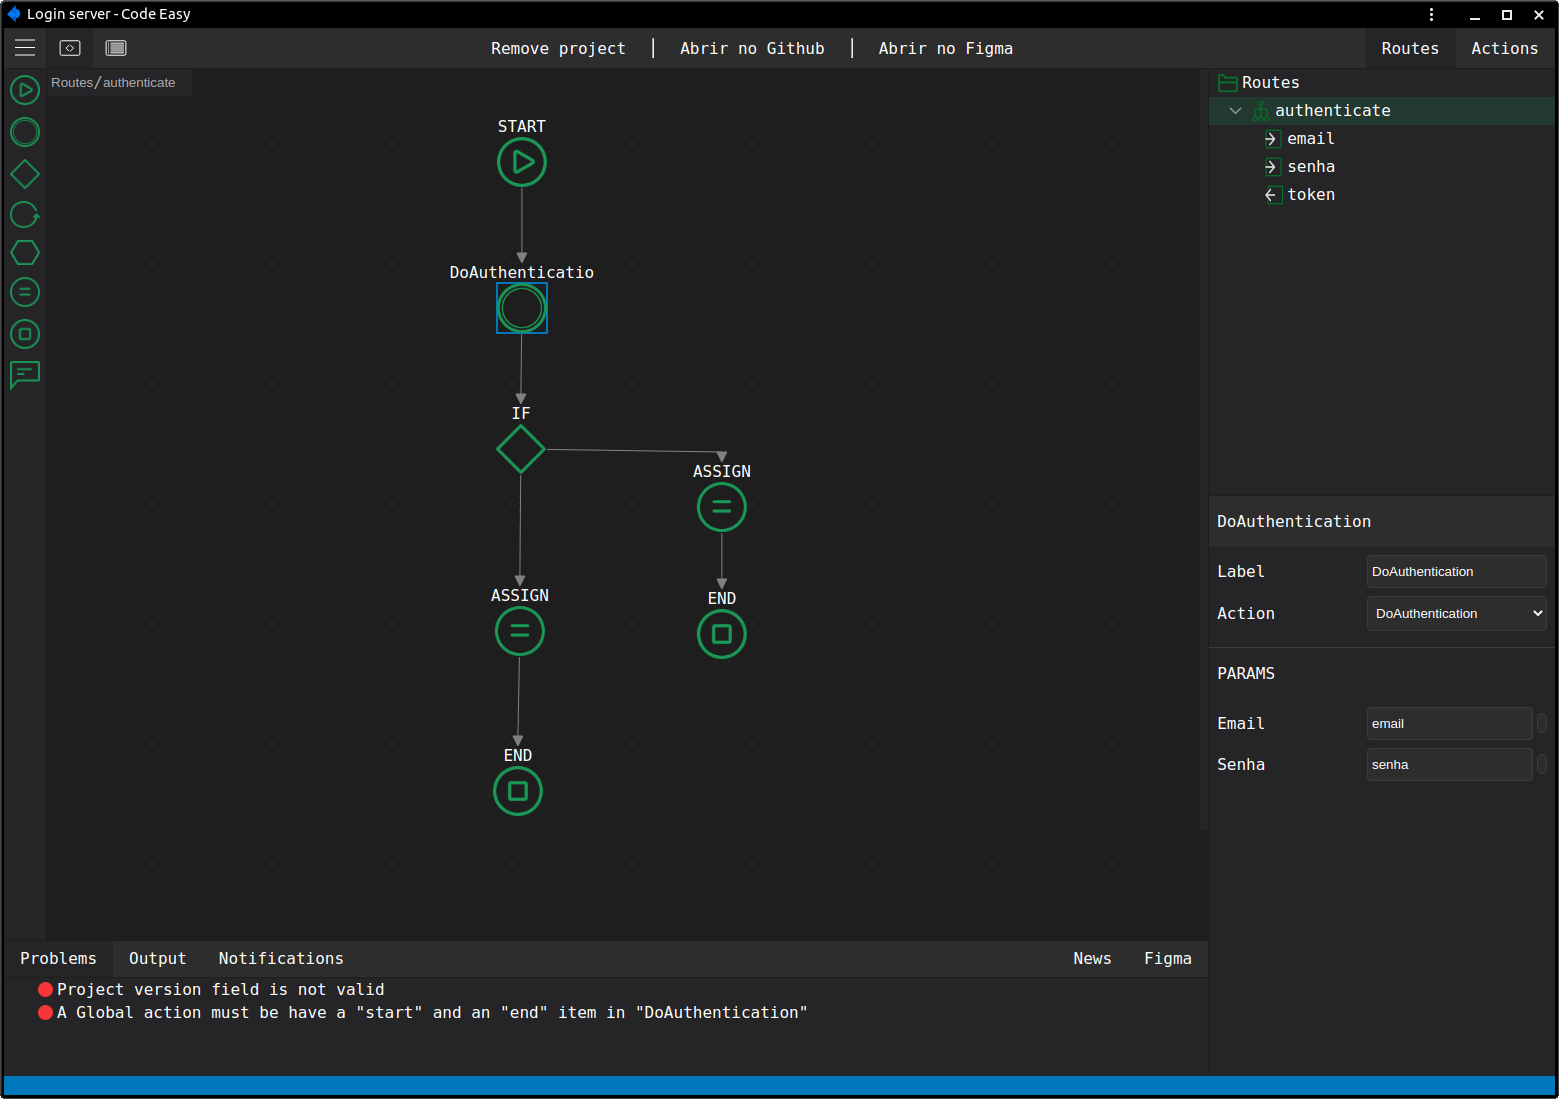 Login server - Code Easy
Remove project | Abrir no Github | Abrir no Figma
Routes Actions
Routes/authenticate
Routes
authenticate
email
senha
token
START
DoAuthenticatio
IF
ASSIGN
ASSIGN
END
END
DoAuthentication
Label DoAuthentication
Action DoAuthentication
PARAMS
Email email
Senha senha
Problems Output Notifications News Figma
Project version field is not valid
A Global action must be have a "start" and an "end" item in "DoAuthentication"